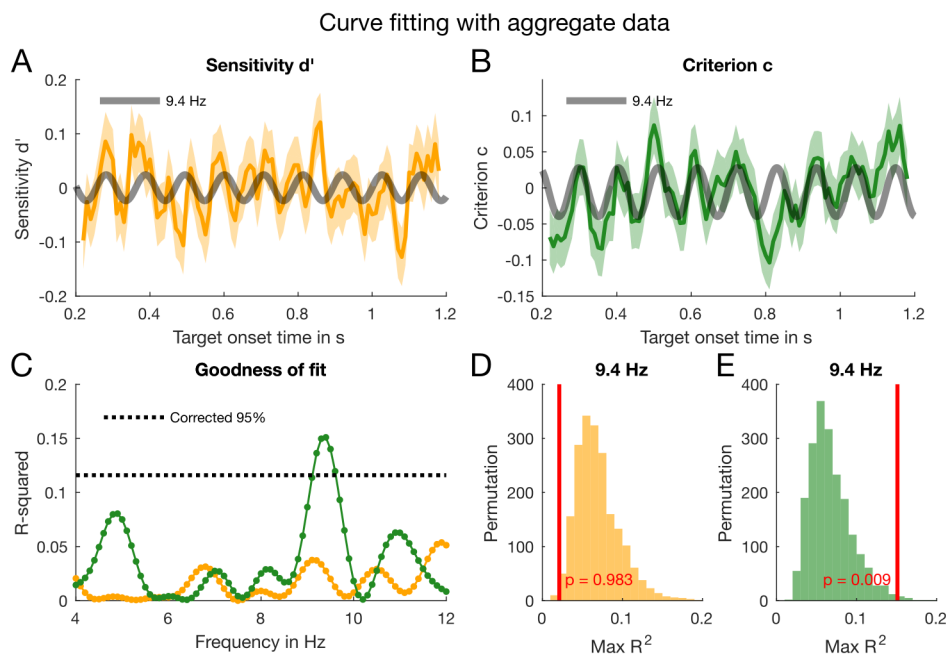 Curve fitting with aggregate data
A
Sensitivity d'
0.2
0.1
0
-0.1
-0.2
Sensitivity d'
9.4 Hz
0.2
0.4
0.6
0.8
1
1.2
Target onset time in s
B
Criterion c
0.1
0.05
0
-0.05
-0.1
-0.15
Criterion c
9.4 Hz
0.2
0.4
0.6
0.8
1
1.2
Target onset time in s
C
Goodness of fit
0.2
0.15
0.1
0.05
0
R-squared
Corrected 95%
4
6
8
10
12
Frequency in Hz
D
9.4 Hz
400
300
200
100
0
Permutation
p = 0.983
0
0.1
0.2
Max R²
E
9.4 Hz
400
300
200
100
0
Permutation
p = 0.009
0
0.1
0.2
Max R²